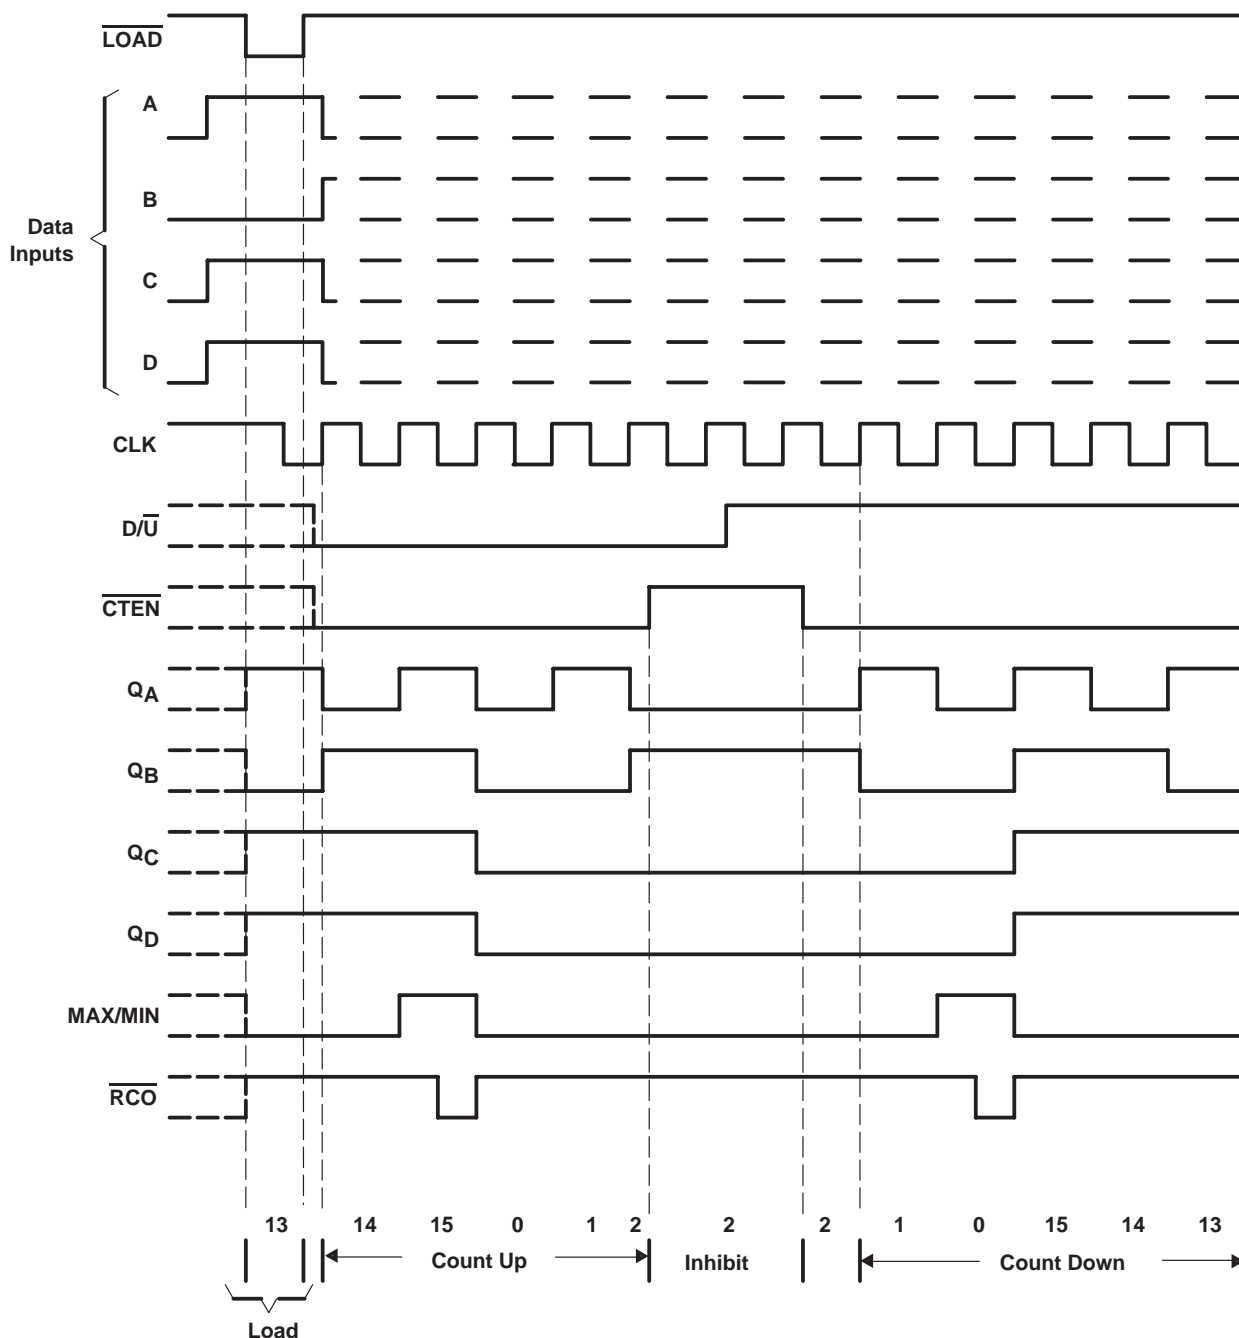 LOAD
A
B
Data
Inputs
C
D
CLK
D/U
CTEN
QA
QB
QC
QD
MAX/MIN
RCO
13 14 15 0 1 2 2 2 1 0 15 14 13
Count Up Inhibit Count Down
Load